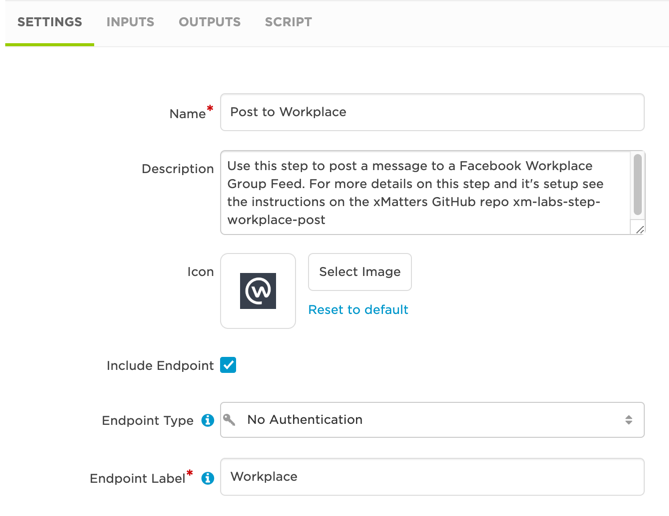 SETTINGS INPUTS OUTPUTS SCRIPT
Name* Post to Workplace
Description Use this step to post a message to a Facebook Workplace
Group Feed. For more details on this step and it's setup see
the instructions on the xMatters GitHub repo xm-labs-step-
workplace-post
Icon Select Image
Reset to default
Include Endpoint
Endpoint Type No Authentication
Endpoint Label* Workplace